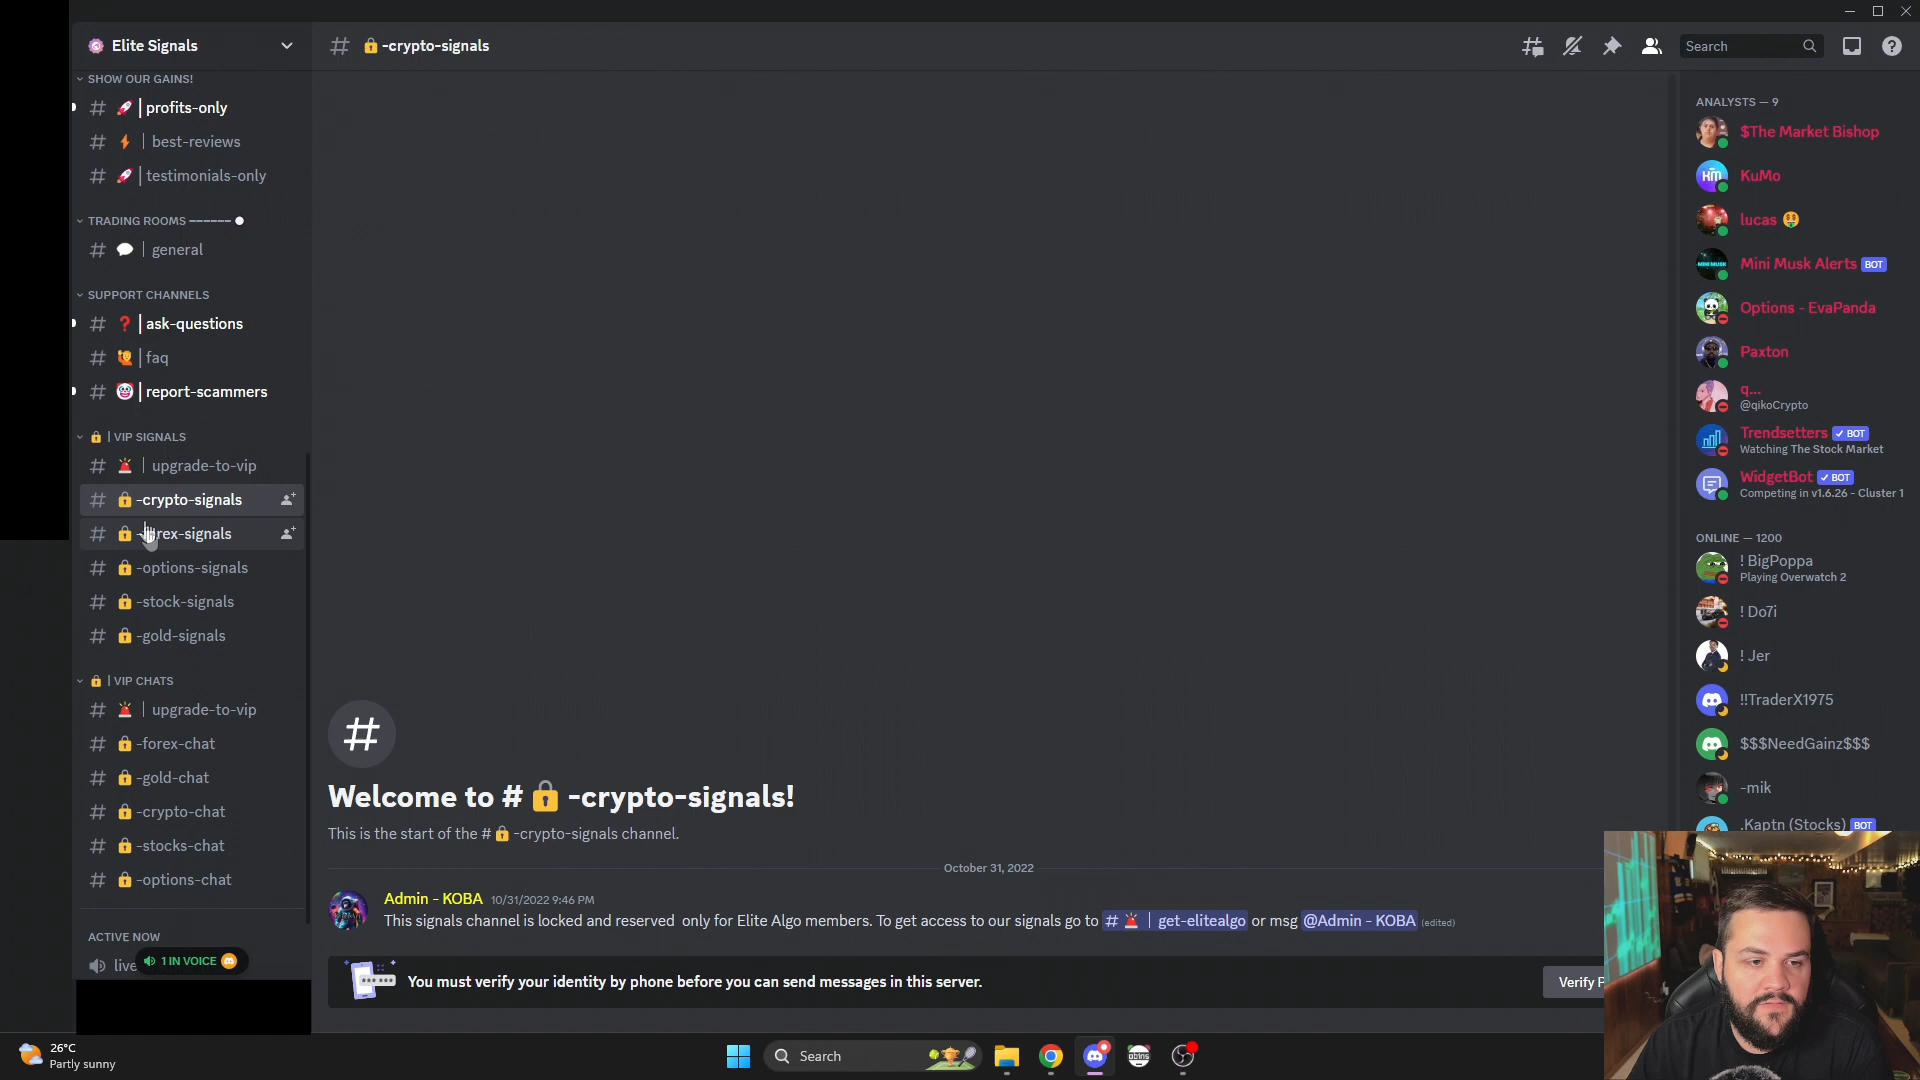 Elite Signals
SHOW OUR GAINS!
profits-only
best-reviews
testimonials-only
TRADING ROOMS ------
general
SUPPORT CHANNELS
ask-questions
faq
report-scammers
| VIP SIGNALS
upgrade-to-vip
-crypto-signals
rex-signals
-options-signals
-stock-signals
-gold-signals
| VIP CHATS
upgrade-to-vip
-forex-chat
-gold-chat
-crypto-chat
-stocks-chat
-options-chat
ACTIVE NOW
1 IN VOICE
live
# -crypto-signals
Search
Welcome to # -crypto-signals!
This is the start of the # -crypto-signals channel.
October 31, 2022
Admin - KOBA 10/31/2022 9:46 PM
This signals channel is locked and reserved only for Elite Algo members. To get access to our signals go to # | get-elitealgo or msg @Admin - KOBA (edited)
You must verify your identity by phone before you can send messages in this server.
Verify P
ANALYSTS — 9
$The Market Bishop
KuMo
lucas
Mini Musk Alerts BOT
Options - EvaPanda
Paxton
q...
@qikoCrypto
Trendsetters ✓ BOT
Watching The Stock Market
WidgetBot ✓ BOT
Competing in v1.6.26 - Cluster 1
ONLINE — 1200
! BigPoppa
Playing Overwatch 2
! Do7i
! Jer
!!TraderX1975
$$$NeedGainz$$$
-mik
.Kaptn (Stocks) BOT
26°C
Partly sunny
Search